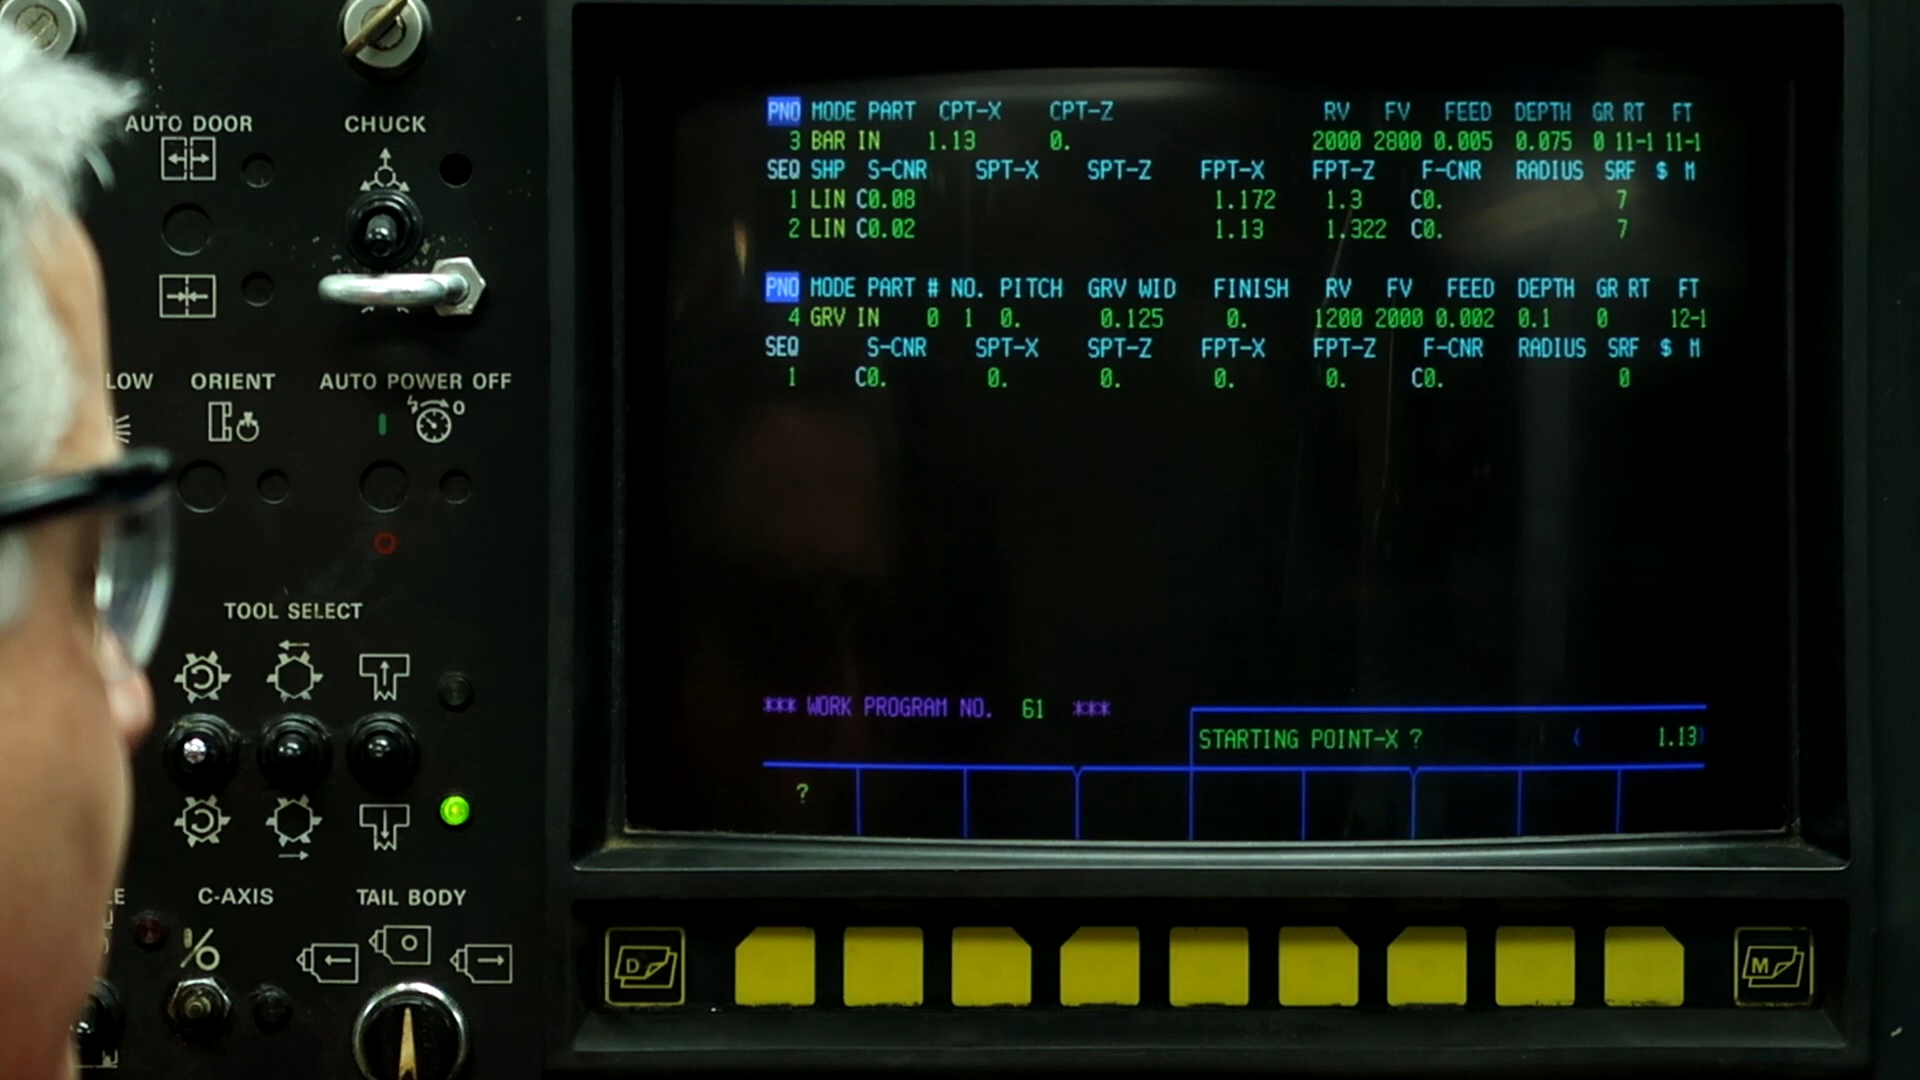 AUTO DOOR
CHUCK
LOW
ORIENT
AUTO POWER OFF
TOOL SELECT
C-AXIS
TAIL BODY
PNO MODE PART CPT-X CPT-Z RV FV FEED DEPTH GR RT FT
3 BAR IN 1.13 0. 2000 2800 0.005 0.075 0 11-1 11-1
SEQ SHP S-CNR SPT-X SPT-Z FPT-X FPT-Z F-CNR RADIUS SRF $ M
1 LIN C0.08 1.172 1.3 C0. 7
2 LIN C0.02 1.13 1.322 C0. 7
PNO MODE PART # NO. PITCH GRV WID FINISH RV FV FEED DEPTH GR RT FT
4 GRV IN 0 1 0. 0.125 0. 1200 2000 0.002 0.1 0 12-1
SEQ S-CNR SPT-X SPT-Z FPT-X FPT-Z F-CNR RADIUS SRF $ M
1 C0. 0. 0. 0. 0. C0. 0
*** WORK PROGRAM NO. 61 ***
STARTING POINT-X ? ( 1.13)
?
D
M